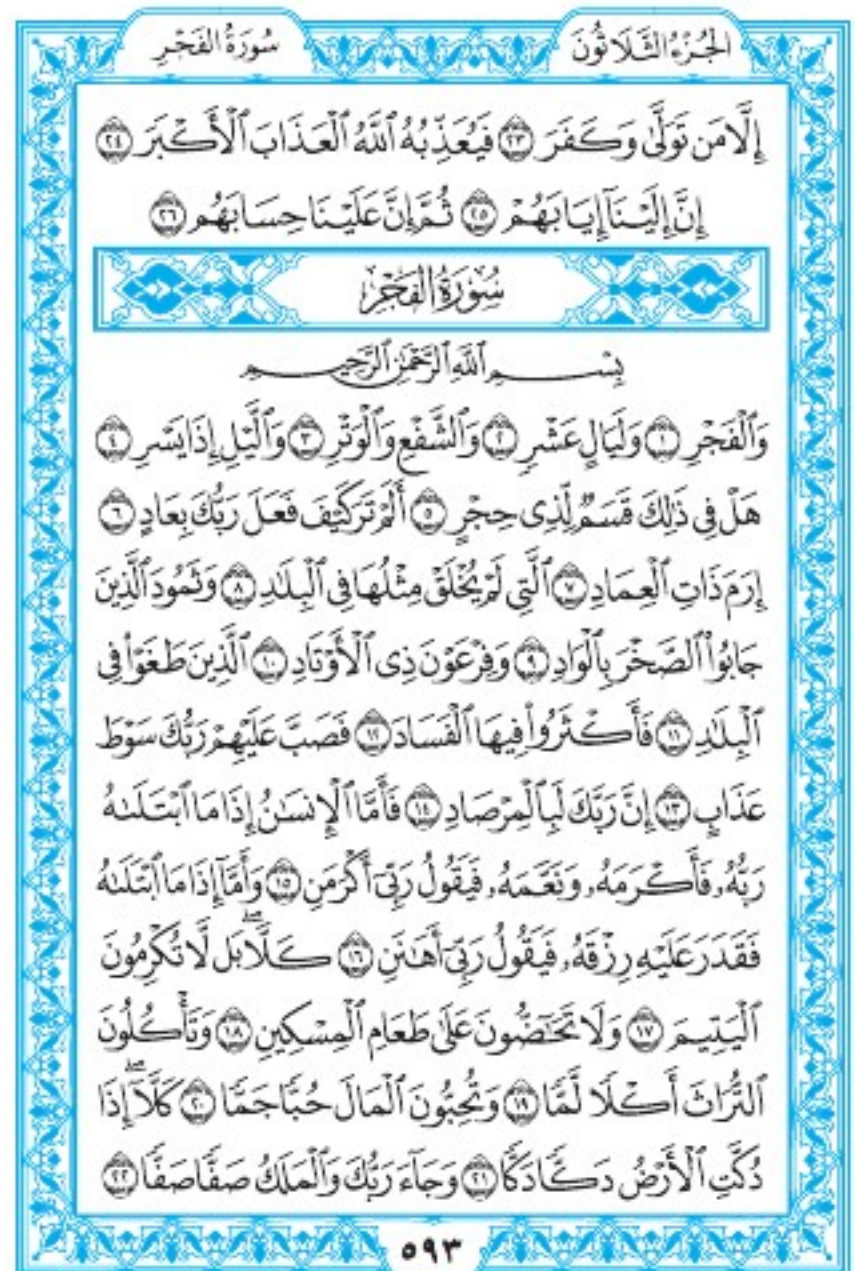 الجُزْءُ الثَّلَاثُونَ سُورَةُ الفَجْرِ
إِلَّا مَن تَوَلَّىٰ وَكَفَرَ ٢٣ فَيُعَذِّبُهُ ٱللَّهُ ٱلْعَذَابَ ٱلْأَكْبَرَ ٢٤
إِنَّ إِلَيْنَآ إِيَابَهُمْ ٢٥ ثُمَّ إِنَّ عَلَيْنَا حِسَابَهُم ٢٦
سُورَةُ الفَجْرِ
بِسْمِ ٱللَّهِ ٱلرَّحْمَٰنِ ٱلرَّحِيمِ
وَٱلْفَجْرِ ١ وَلَيَالٍ عَشْرٍ ٢ وَٱلشَّفْعِ وَٱلْوَتْرِ ٣ وَٱلَّيْلِ إِذَا يَسْرِ ٤
هَلْ فِى ذَٰلِكَ قَسَمٌ لِّذِى حِجْرٍ ٥ أَلَمْ تَرَ كَيْفَ فَعَلَ رَبُّكَ بِعَادٍ ٦
إِرَمَ ذَاتِ ٱلْعِمَادِ ٧ ٱلَّتِى لَمْ يُخْلَقْ مِثْلُهَا فِى ٱلْبِلَٰدِ ٨ وَثَمُودَ ٱلَّذِينَ
جَابُوا۟ ٱلصَّخْرَ بِٱلْوَادِ ٩ وَفِرْعَوْنَ ذِى ٱلْأَوْتَادِ ١٠ ٱلَّذِينَ طَغَوْا۟ فِى
ٱلْبِلَٰدِ ١١ فَأَكْثَرُوا۟ فِيهَا ٱلْفَسَادَ ١٢ فَصَبَّ عَلَيْهِمْ رَبُّكَ سَوْطَ
عَذَابٍ ١٣ إِنَّ رَبَّكَ لَبِٱلْمِرْصَادِ ١٤ فَأَمَّا ٱلْإِنسَٰنُ إِذَا مَا ٱبْتَلَىٰهُ
رَبُّهُۥ فَأَكْرَمَهُۥ وَنَعَّمَهُۥ فَيَقُولُ رَبِّىٓ أَكْرَمَنِ ١٥ وَأَمَّآ إِذَا مَا ٱبْتَلَىٰهُ
فَقَدَرَ عَلَيْهِ رِزْقَهُۥ فَيَقُولُ رَبِّىٓ أَهَٰنَنِ ١٦ كَلَّا ۖ بَل لَّا تُكْرِمُونَ
ٱلْيَتِيمَ ١٧ وَلَا تَحَٰٓضُّونَ عَلَىٰ طَعَامِ ٱلْمِسْكِينِ ١٨ وَتَأْكُلُونَ
ٱلتُّرَاثَ أَكْلًا لَّمًّا ١٩ وَتُحِبُّونَ ٱلْمَالَ حُبًّا جَمًّا ٢٠ كَلَّآ ۖ إِذَا
دُكَّتِ ٱلْأَرْضُ دَكًّا دَكًّا ٢١ وَجَآءَ رَبُّكَ وَٱلْمَلَكُ صَفًّا صَفًّا ٢٢
٥٩٣